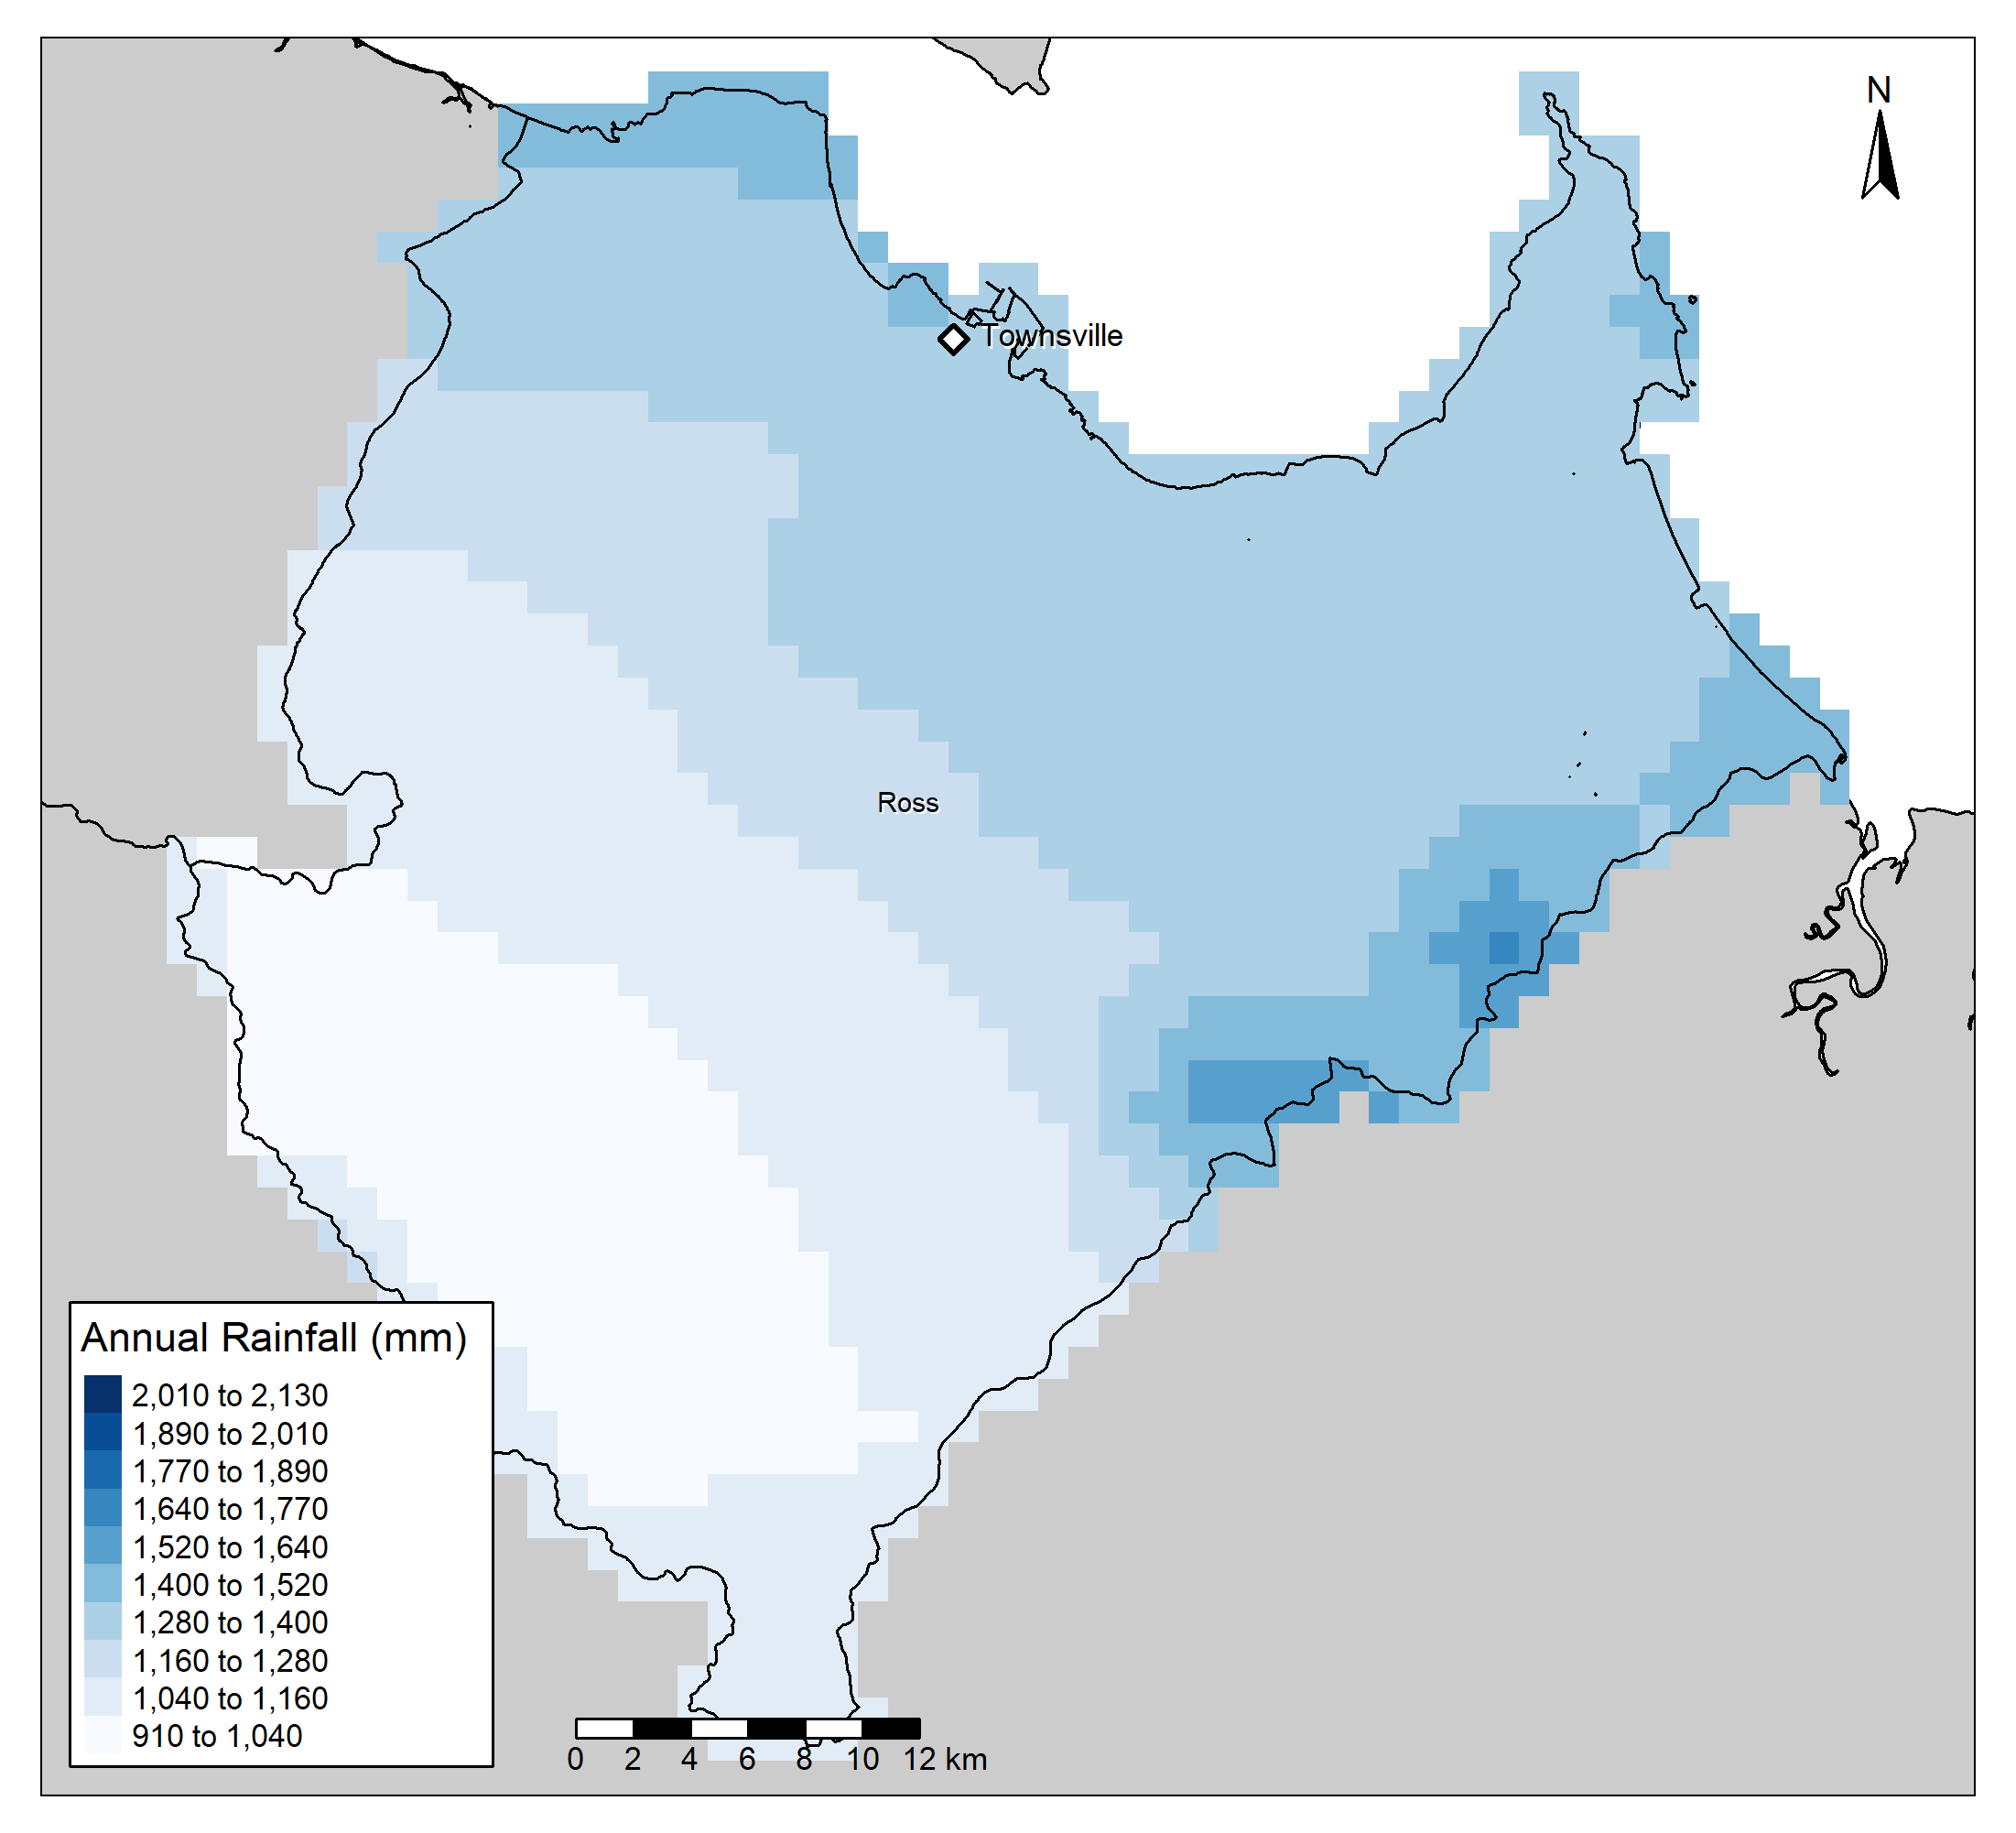 N
Townsville
Ross
Annual Rainfall (mm)
2,010 to 2,130
1,890 to 2,010
1,770 to 1,890
1,640 to 1,770
1,520 to 1,640
1,400 to 1,520
1,280 to 1,400
1,160 to 1,280
1,040 to 1,160
910 to 1,040
0 2 4 6 8 10 12 km